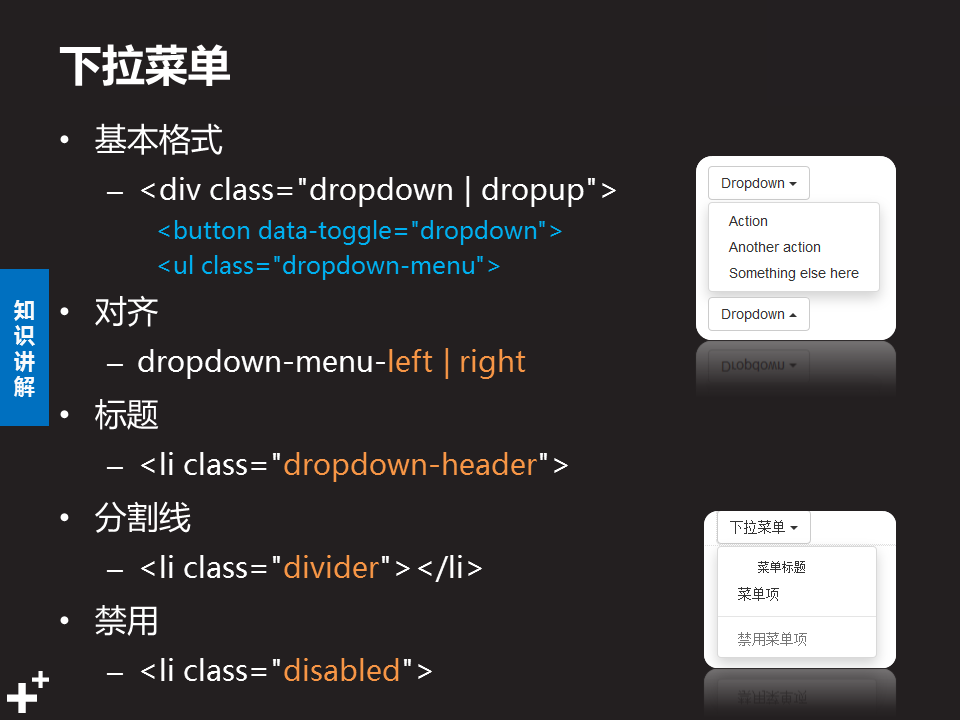 下拉菜单
• 基本格式
– <div class="dropdown | dropup">
<button data-toggle="dropdown">
<ul class="dropdown-menu">
• 对齐
– dropdown-menu-left | right
• 标题
– <li class="dropdown-header">
• 分割线
– <li class="divider"></li>
• 禁用
– <li class="disabled">
知识讲解
Dropdown
Action
Another action
Something else here
Dropdown
下拉菜单
菜单标题
菜单项
禁用菜单项